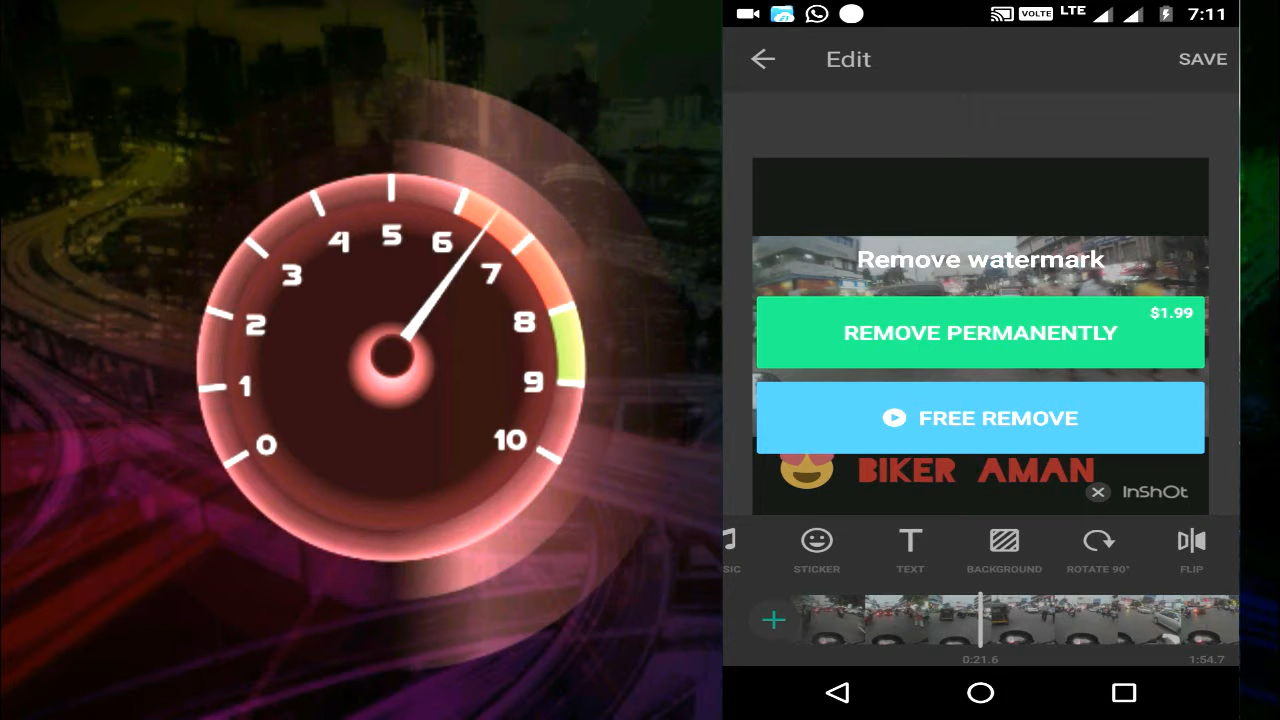 0
1
2
3
4
5
6
7
8
9
10
VOLTE LTE 7:11
Edit SAVE
Remove watermark
$1.99
REMOVE PERMANENTLY
FREE REMOVE
BIKER AMAN
InShOt
SIC STICKER TEXT BACKGROUND ROTATE 90° FLIP
0:21.6 1:54.7